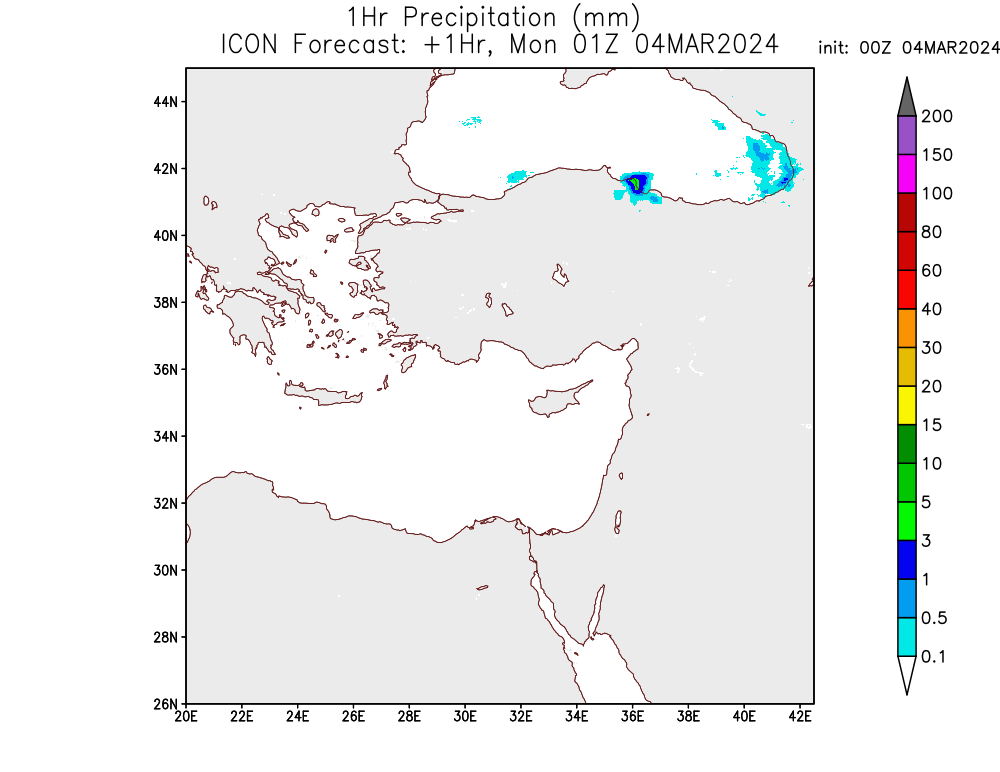 1Hr Precipitation (mm)
ICON Forecast: +1Hr, Mon 01Z 04MAR2024
init: 00Z 04MAR2024
44N
42N
40N
38N
36N
34N
32N
30N
28N
26N
20E 22E 24E 26E 28E 30E 32E 34E 36E 38E 40E 42E
200
150
100
80
60
40
30
20
15
10
5
3
1
0.5
0.1